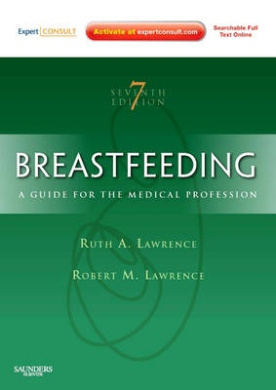 Expert CONSULT
Activate at expertconsult.com
Searchable Full
Text Online
7
SEVENTH
EDITION
BREASTFEEDING
A GUIDE FOR THE MEDICAL PROFESSION
RUTH A. LAWRENCE
ROBERT M. LAWRENCE
SAUNDERS
ELSEVIER